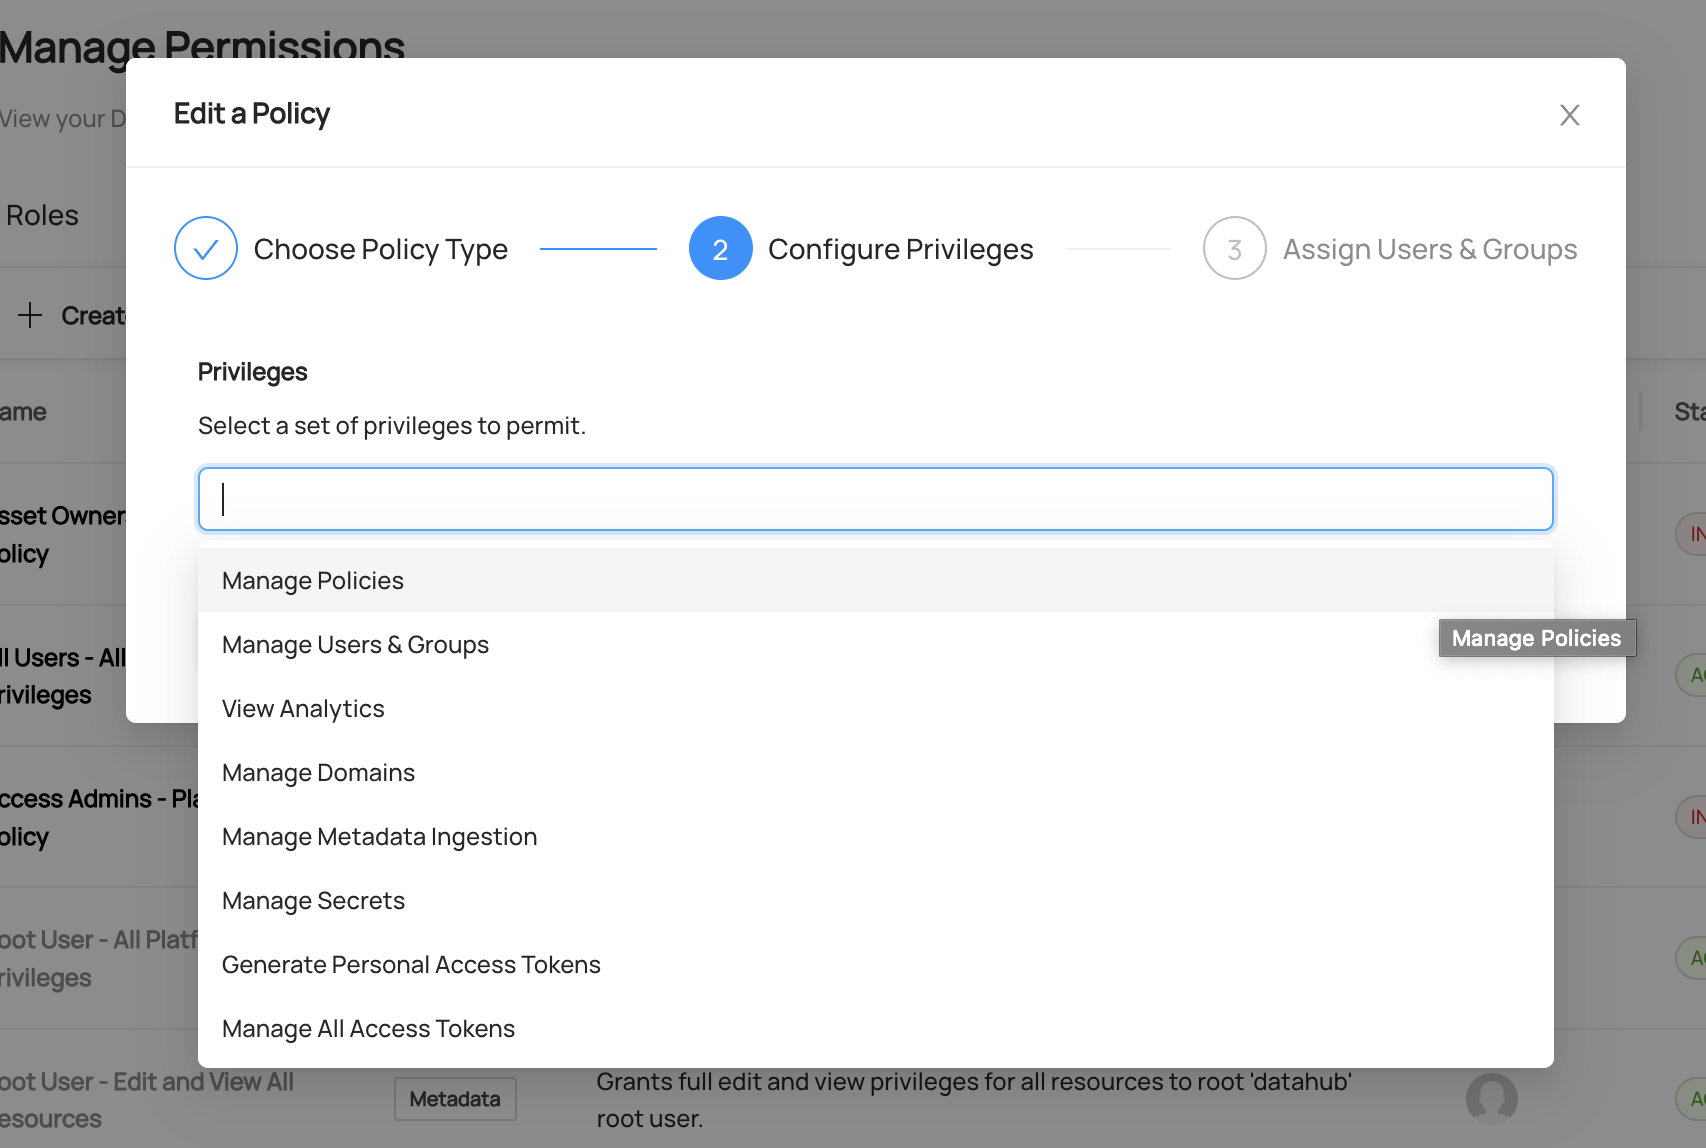 Manage Permissions
View your D
Edit a Policy
Roles
Choose Policy Type
2
Configure Privileges
3
Assign Users & Groups
Creat
Privileges
ame
Sta
Select a set of privileges to permit.
sset Owner
olicy
IN
Manage Policies
Manage Users & Groups
Manage Policies
ll Users - All
rivileges
A
View Analytics
Manage Domains
ccess Admins - Pla
olicy
IN
Manage Metadata Ingestion
Manage Secrets
oot User - All Platf
rivileges
A
Generate Personal Access Tokens
Manage All Access Tokens
oot User - Edit and View All
esources
Metadata
Grants full edit and view privileges for all resources to root 'datahub'
root user.
A